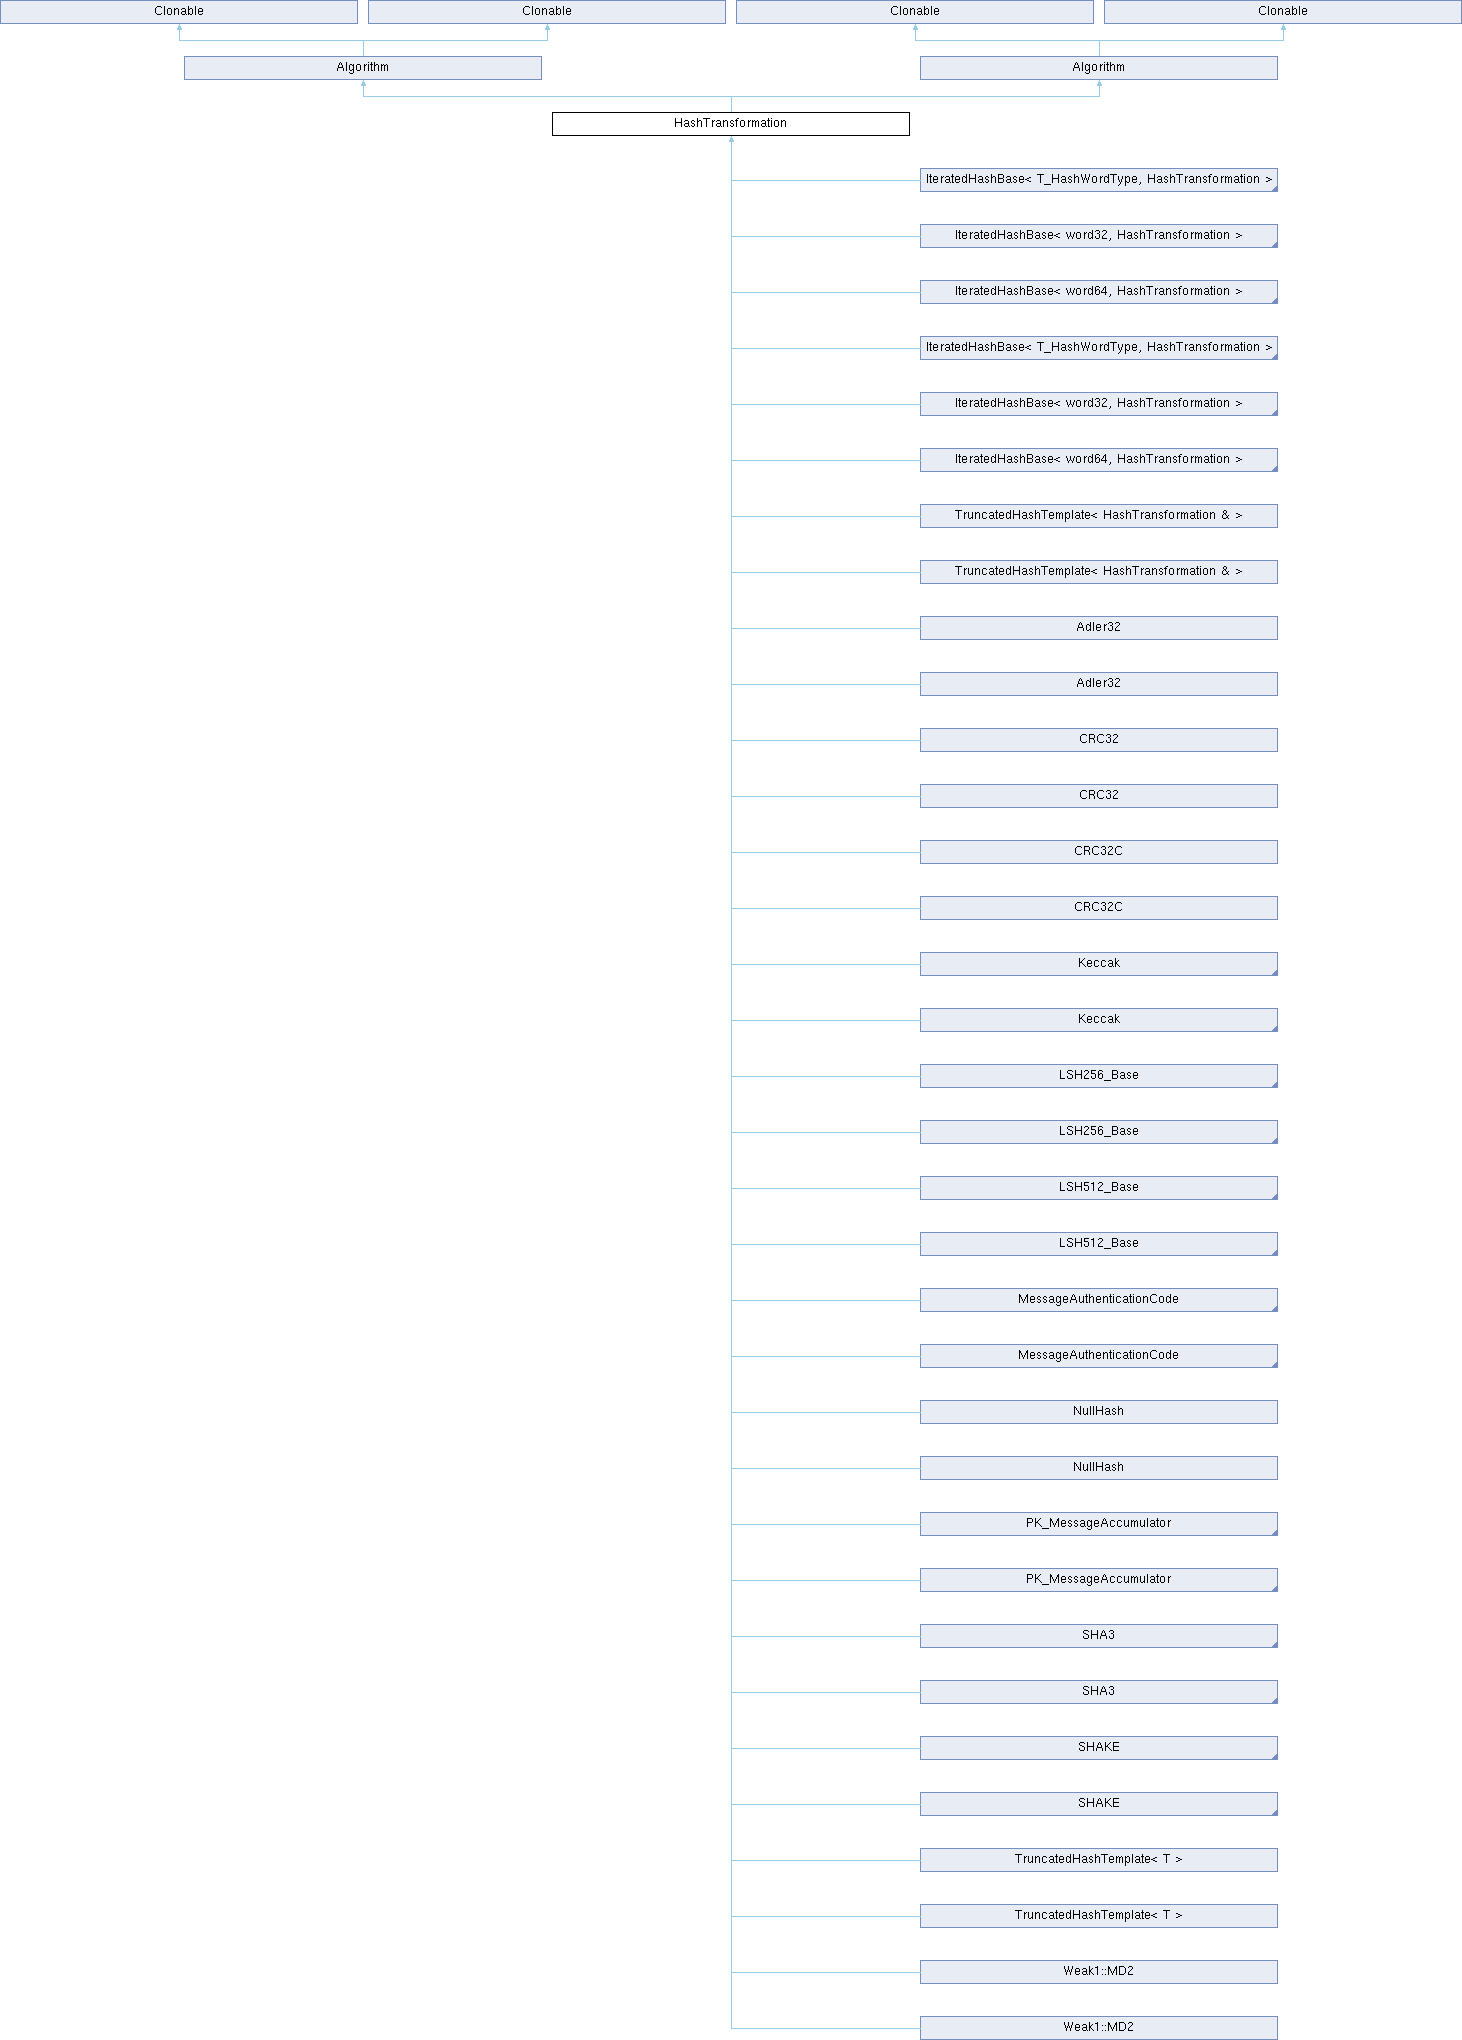 Clonable
Clonable
Clonable
Clonable
Algorithm
Algorithm
HashTransformation
IteratedHashBase< T_HashWordType, HashTransformation >
IteratedHashBase< word32, HashTransformation >
IteratedHashBase< word64, HashTransformation >
IteratedHashBase< T_HashWordType, HashTransformation >
IteratedHashBase< word32, HashTransformation >
IteratedHashBase< word64, HashTransformation >
TruncatedHashTemplate< HashTransformation & >
TruncatedHashTemplate< HashTransformation & >
Adler32
Adler32
CRC32
CRC32
CRC32C
CRC32C
Keccak
Keccak
LSH256_Base
LSH256_Base
LSH512_Base
LSH512_Base
MessageAuthenticationCode
MessageAuthenticationCode
NullHash
NullHash
PK_MessageAccumulator
PK_MessageAccumulator
SHA3
SHA3
SHAKE
SHAKE
TruncatedHashTemplate< T >
TruncatedHashTemplate< T >
Weak1::MD2
Weak1::MD2